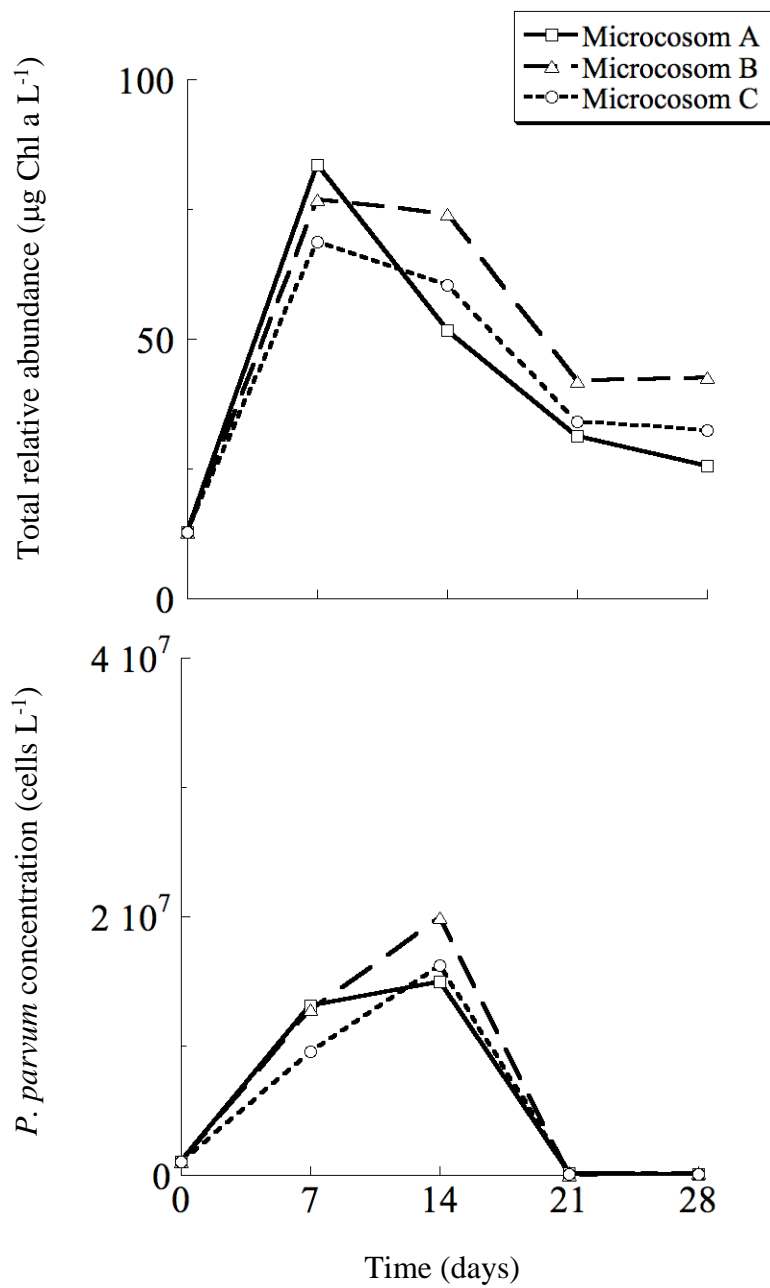 Microcosom A
Microcosom B
Microcosom C
Total relative abundance (μg Chl a L⁻¹)
100
50
0
P. parvum concentration (cells L⁻¹)
4 10⁷
2 10⁷
0
0 7 14 21 28
Time (days)